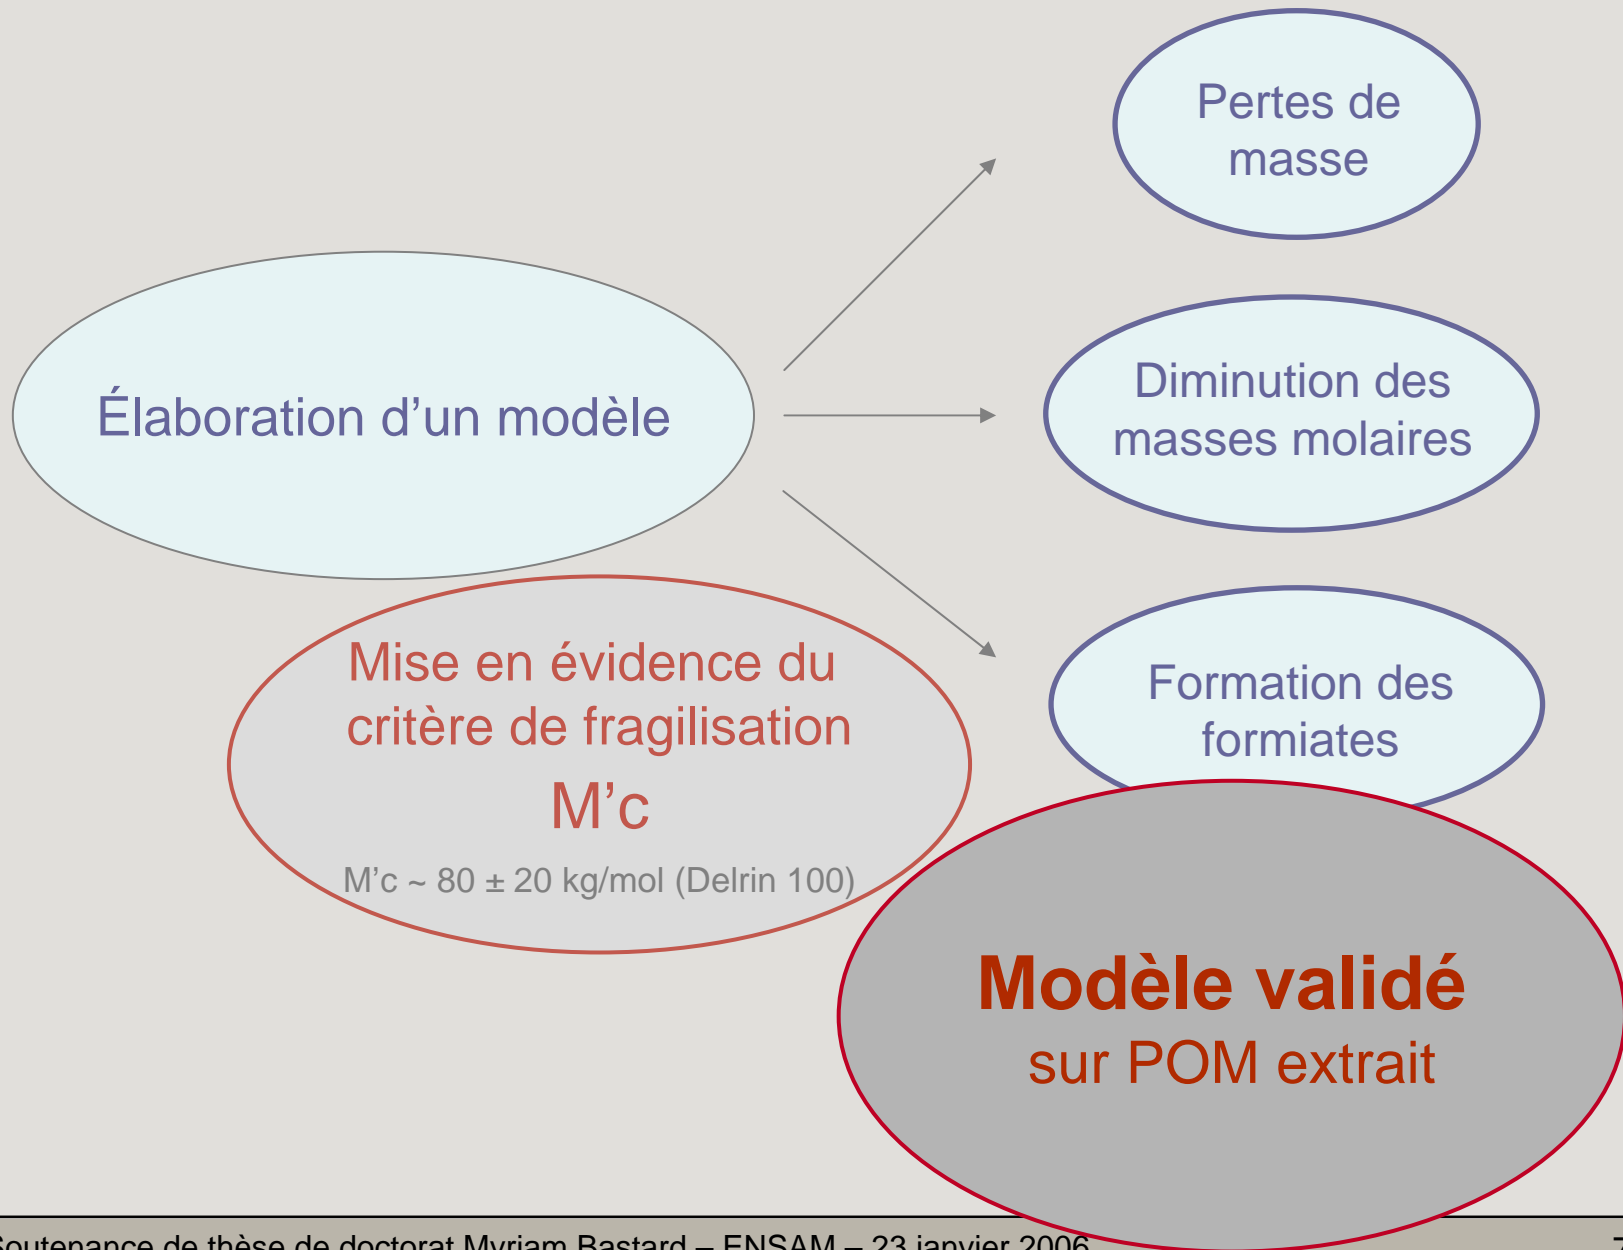 Pertes de
masse
Élaboration d’un modèle
Diminution des
masses molaires
Formation des
formiates
Mise en évidence du
critère de fragilisation
M’c
M’c ~ 80 ± 20 kg/mol (Delrin 100)
Modèle validé
sur POM extrait
Soutenance de thèse de doctorat Myriam Bastard – ENSAM – 23 janvier 2006